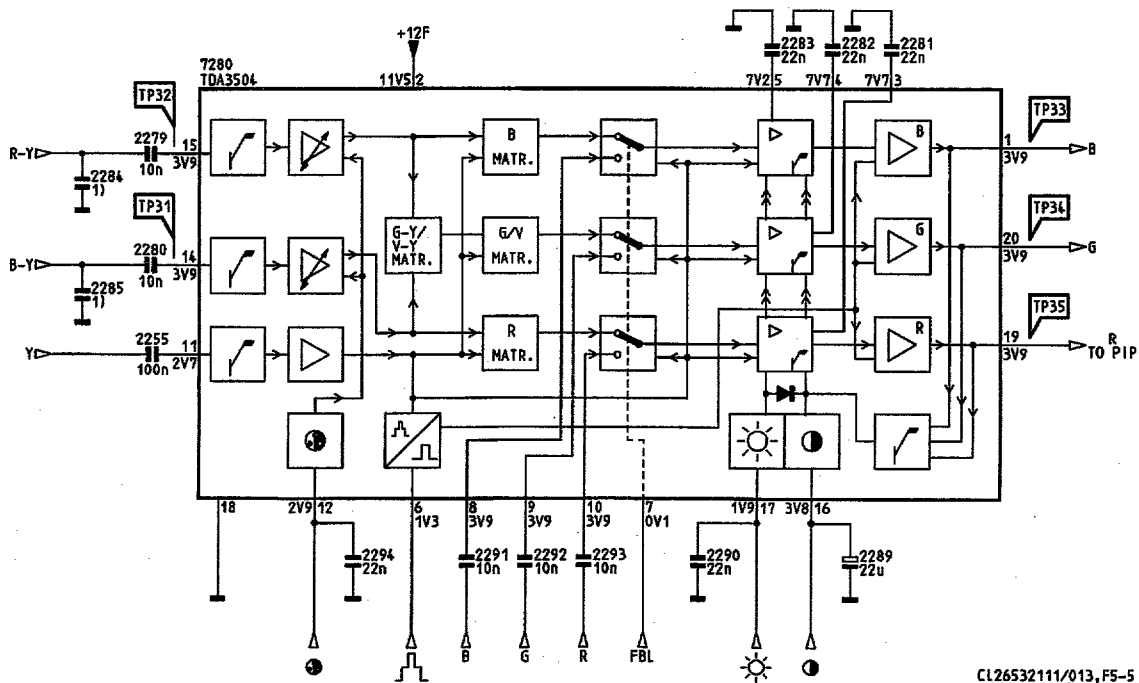 +12F
2283
22n
2282
22n
2281
22n
7280
TDA3504
11V5 2
7V2 5
7V7 4
7V7 3
TP32
TP33
R-Y
2279
10n
15
3V9
B
MATR.
B
1
3V9
B
2284
1)
TP31
TP34
B-Y
2280
10n
14
3V9
G-Y/
V-Y
MATR.
G/V
MATR.
G
20
3V9
G
2285
1)
TP35
Y
2255
100n
11
2V7
R
MATR.
R
19
3V9
R
TO PIP
18
2V9 12
6
1V3
8
3V9
9
3V9
10
3V9
7
0V1
1V9 17
3V8 16
2294
22n
2291
10n
2292
10n
2293
10n
2290
22n
2289
22u
B
G
R
FBL
CL26532111/013,F5-5